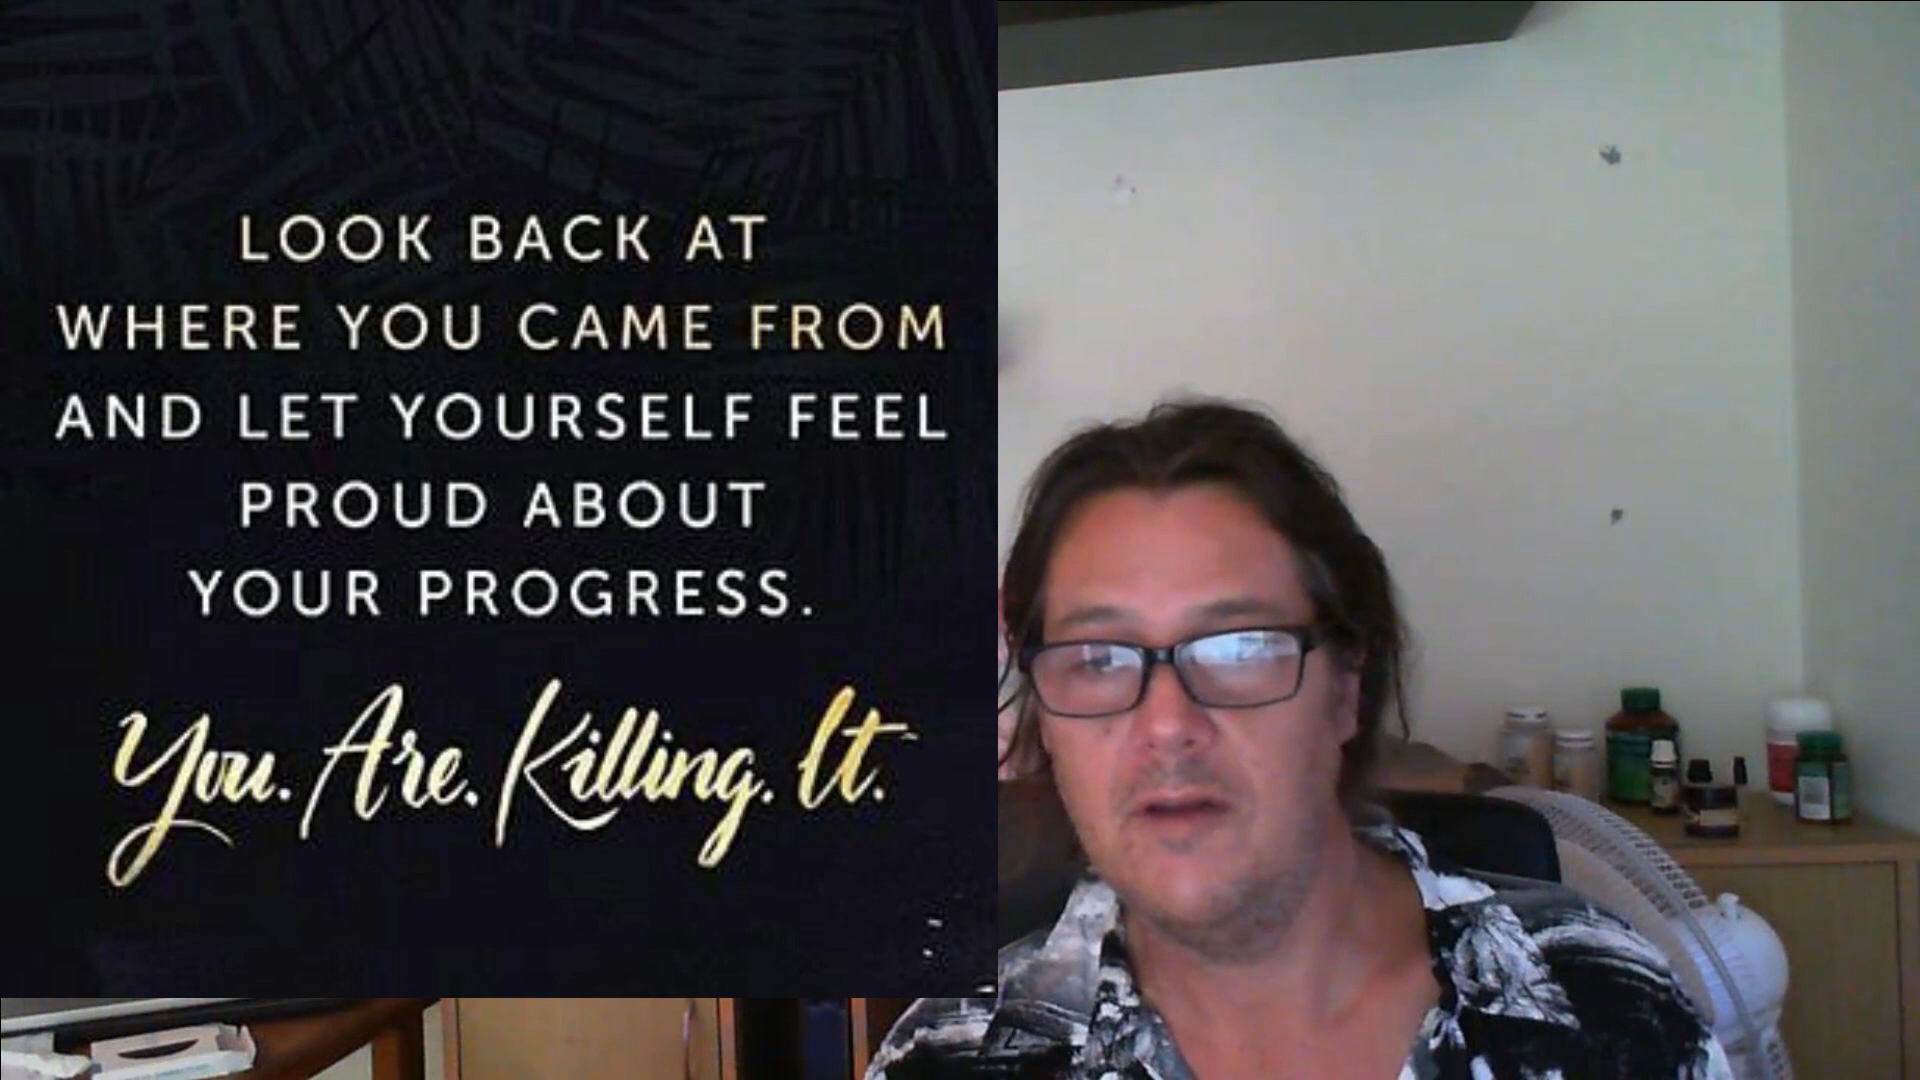 LOOK BACK AT
WHERE YOU CAME FROM
AND LET YOURSELF FEEL
PROUD ABOUT
YOUR PROGRESS.
You. Are. Killing. It.